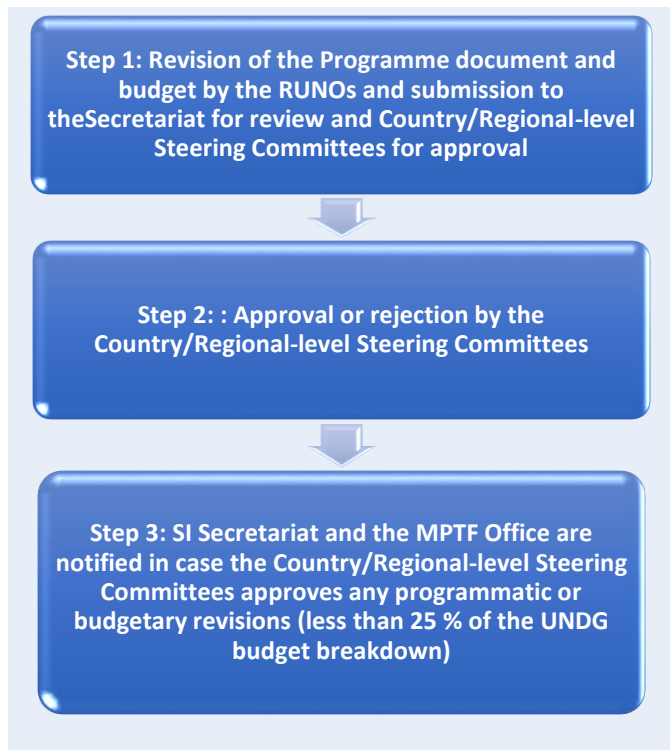 Step 1: Revision of the Programme document and
budget by the RUNOs and submission to
theSecretariat for review and Country/Regional-level
Steering Committees for approval
Step 2: : Approval or rejection by the
Country/Regional-level Steering Committees
Step 3: SI Secretariat and the MPTF Office are
notified in case the Country/Regional-level Steering
Committees approves any programmatic or
budgetary revisions (less than 25 % of the UNDG
budget breakdown)